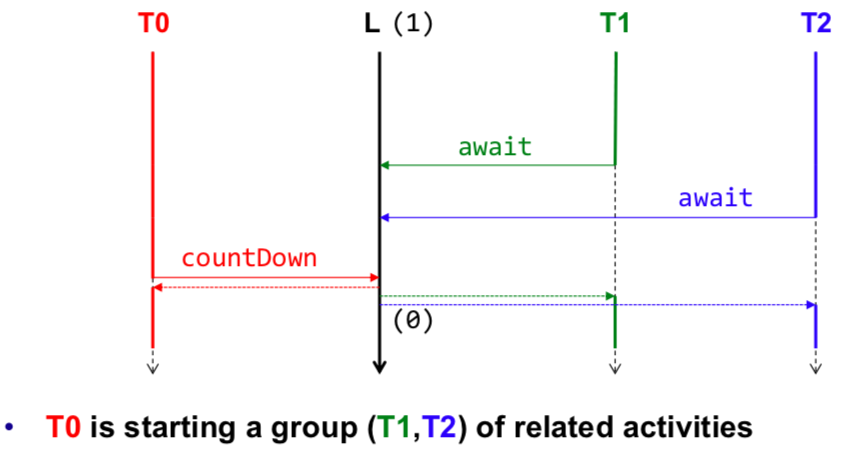 T0 L (1) T1 T2
await
await
countDown
(0)
• T0 is starting a group (T1,T2) of related activities